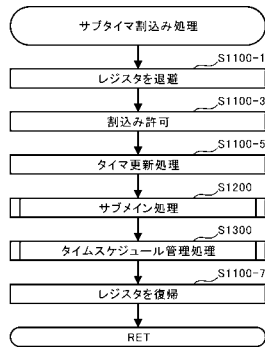 サブタイマ割込み処理
S1100-1
レジスタを退避
S1100-3
割込み許可
S1100-5
タイマ更新処理
S1200
サブメイン処理
S1300
タイムスケジュール管理処理
S1100-7
レジスタを復帰
RET